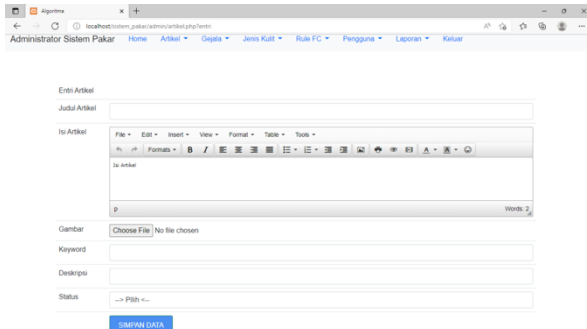 Algoritma
localhost/sistem_pakar/admin/artikel.php?entri
Administrator Sistem Pakar Home Artikel Gejala Jenis Kulit Rule FC Pengguna Laporan Keluar
Entri Artikel
Judul Artikel
Isi Artikel
File Edit Insert View Format Table Tools
Formats B I A A
Isi Artikel
p Words: 2
Gambar Choose File No file chosen
Keyword
Deskripsi
Status --> Pilih <--
SIMPAN DATA